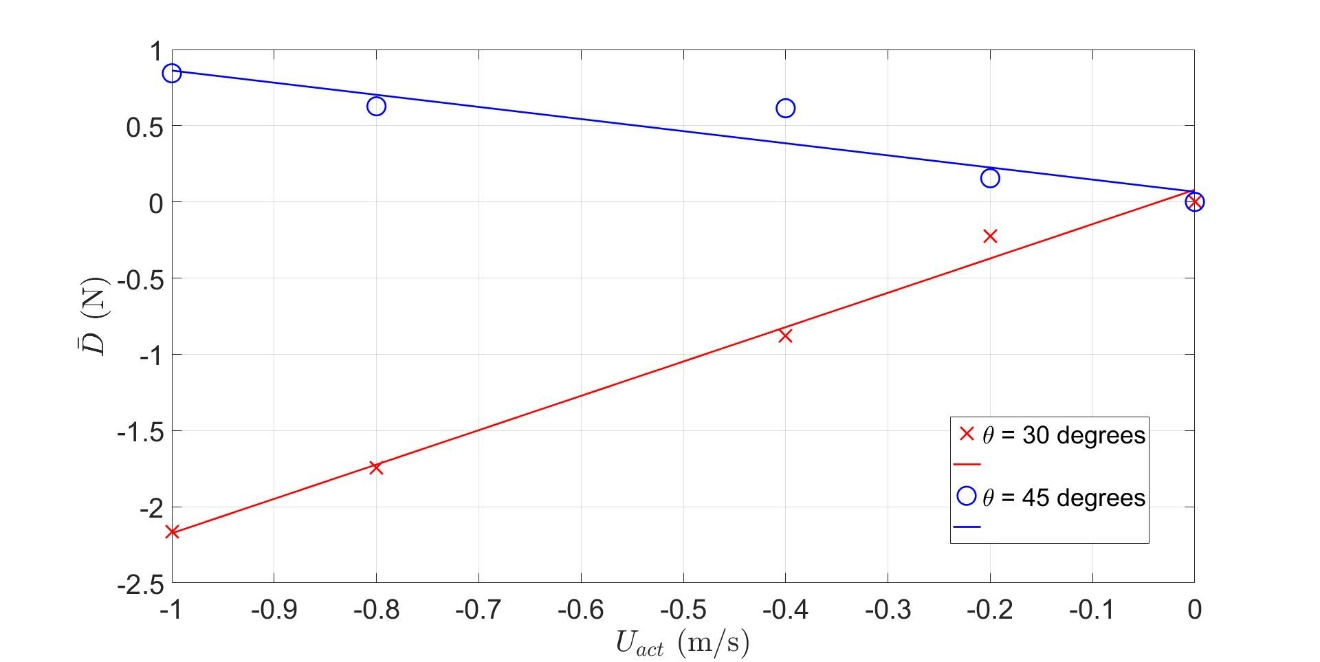 1
0.5
0
-0.5
-1
-1.5
-2
-2.5
D̄ (N)
θ = 30 degrees
θ = 45 degrees
-1 -0.9 -0.8 -0.7 -0.6 -0.5 -0.4 -0.3 -0.2 -0.1 0
U_act (m/s)